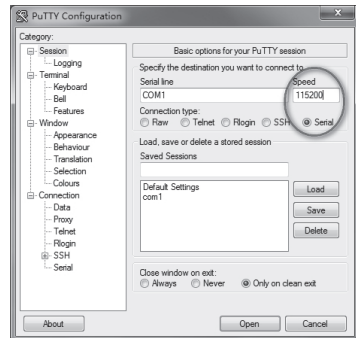 PuTTY Configuration
Category:
Session
Logging
Terminal
Keyboard
Bell
Features
Window
Appearance
Behaviour
Translation
Selection
Colours
Connection
Data
Proxy
Telnet
Rlogin
SSH
Serial
Basic options for your PuTTY session
Specify the destination you want to connect to
Serial line Speed
COM1 115200
Connection type:
Raw Telnet Rlogin SSH Serial
Load, save or delete a stored session
Saved Sessions
Default Settings
com1
Load
Save
Delete
Close window on exit:
Always Never Only on clean exit
About Open Cancel